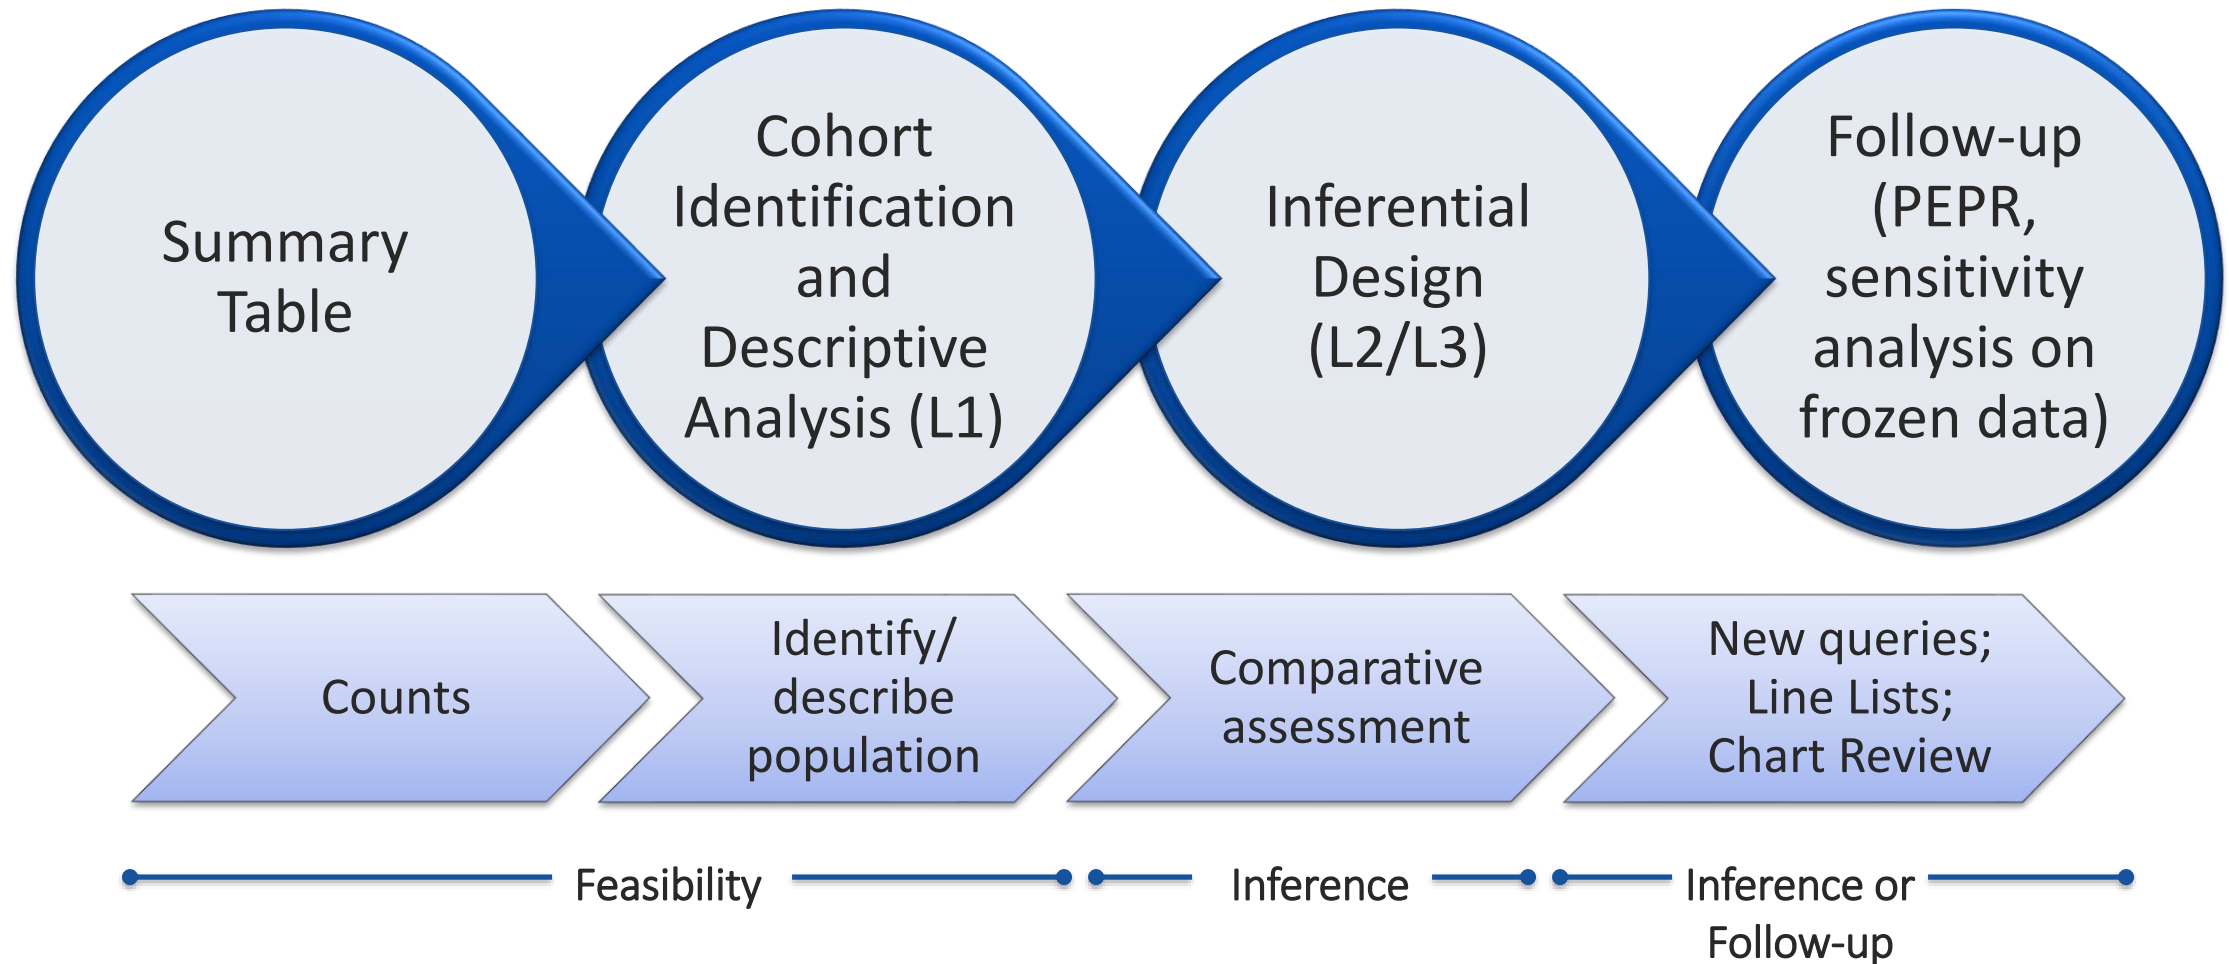 Summary
Table
Cohort
Identification
and
Descriptive
Analysis (L1)
Inferential
Design
(L2/L3)
Follow-up
(PEPR,
sensitivity
analysis on
frozen data)
Counts
Identify/
describe
population
Comparative
assessment
New queries;
Line Lists;
Chart Review
Feasibility
Inference
Inference or
Follow-up